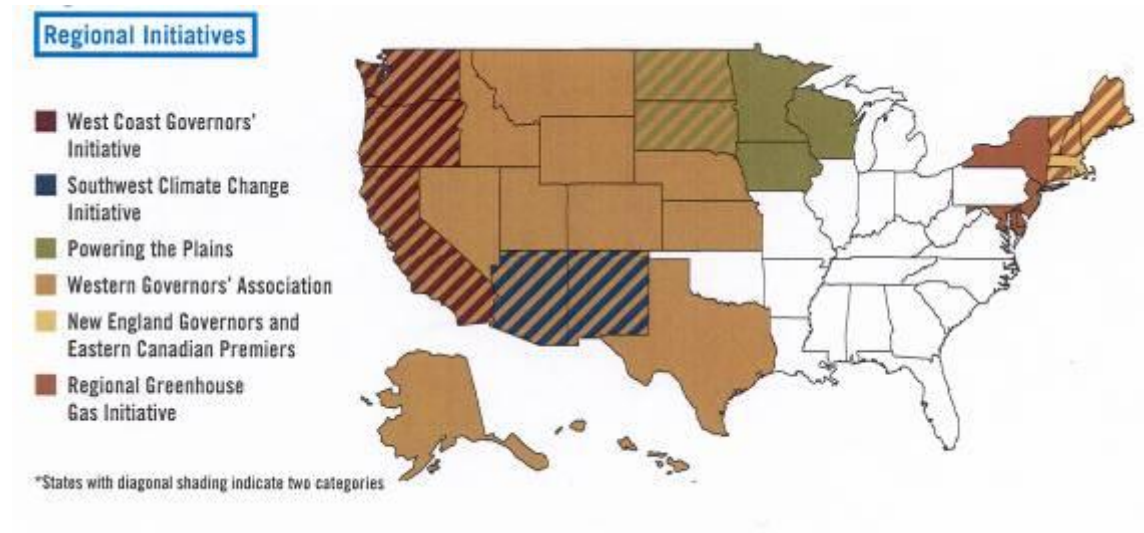 Regional Initiatives
West Coast Governors'
Initiative
Southwest Climate Change
Initiative
Powering the Plains
Western Governors' Association
New England Governors and
Eastern Canadian Premiers
Regional Greenhouse
Gas Initiative
*States with diagonal shading indicate two categories